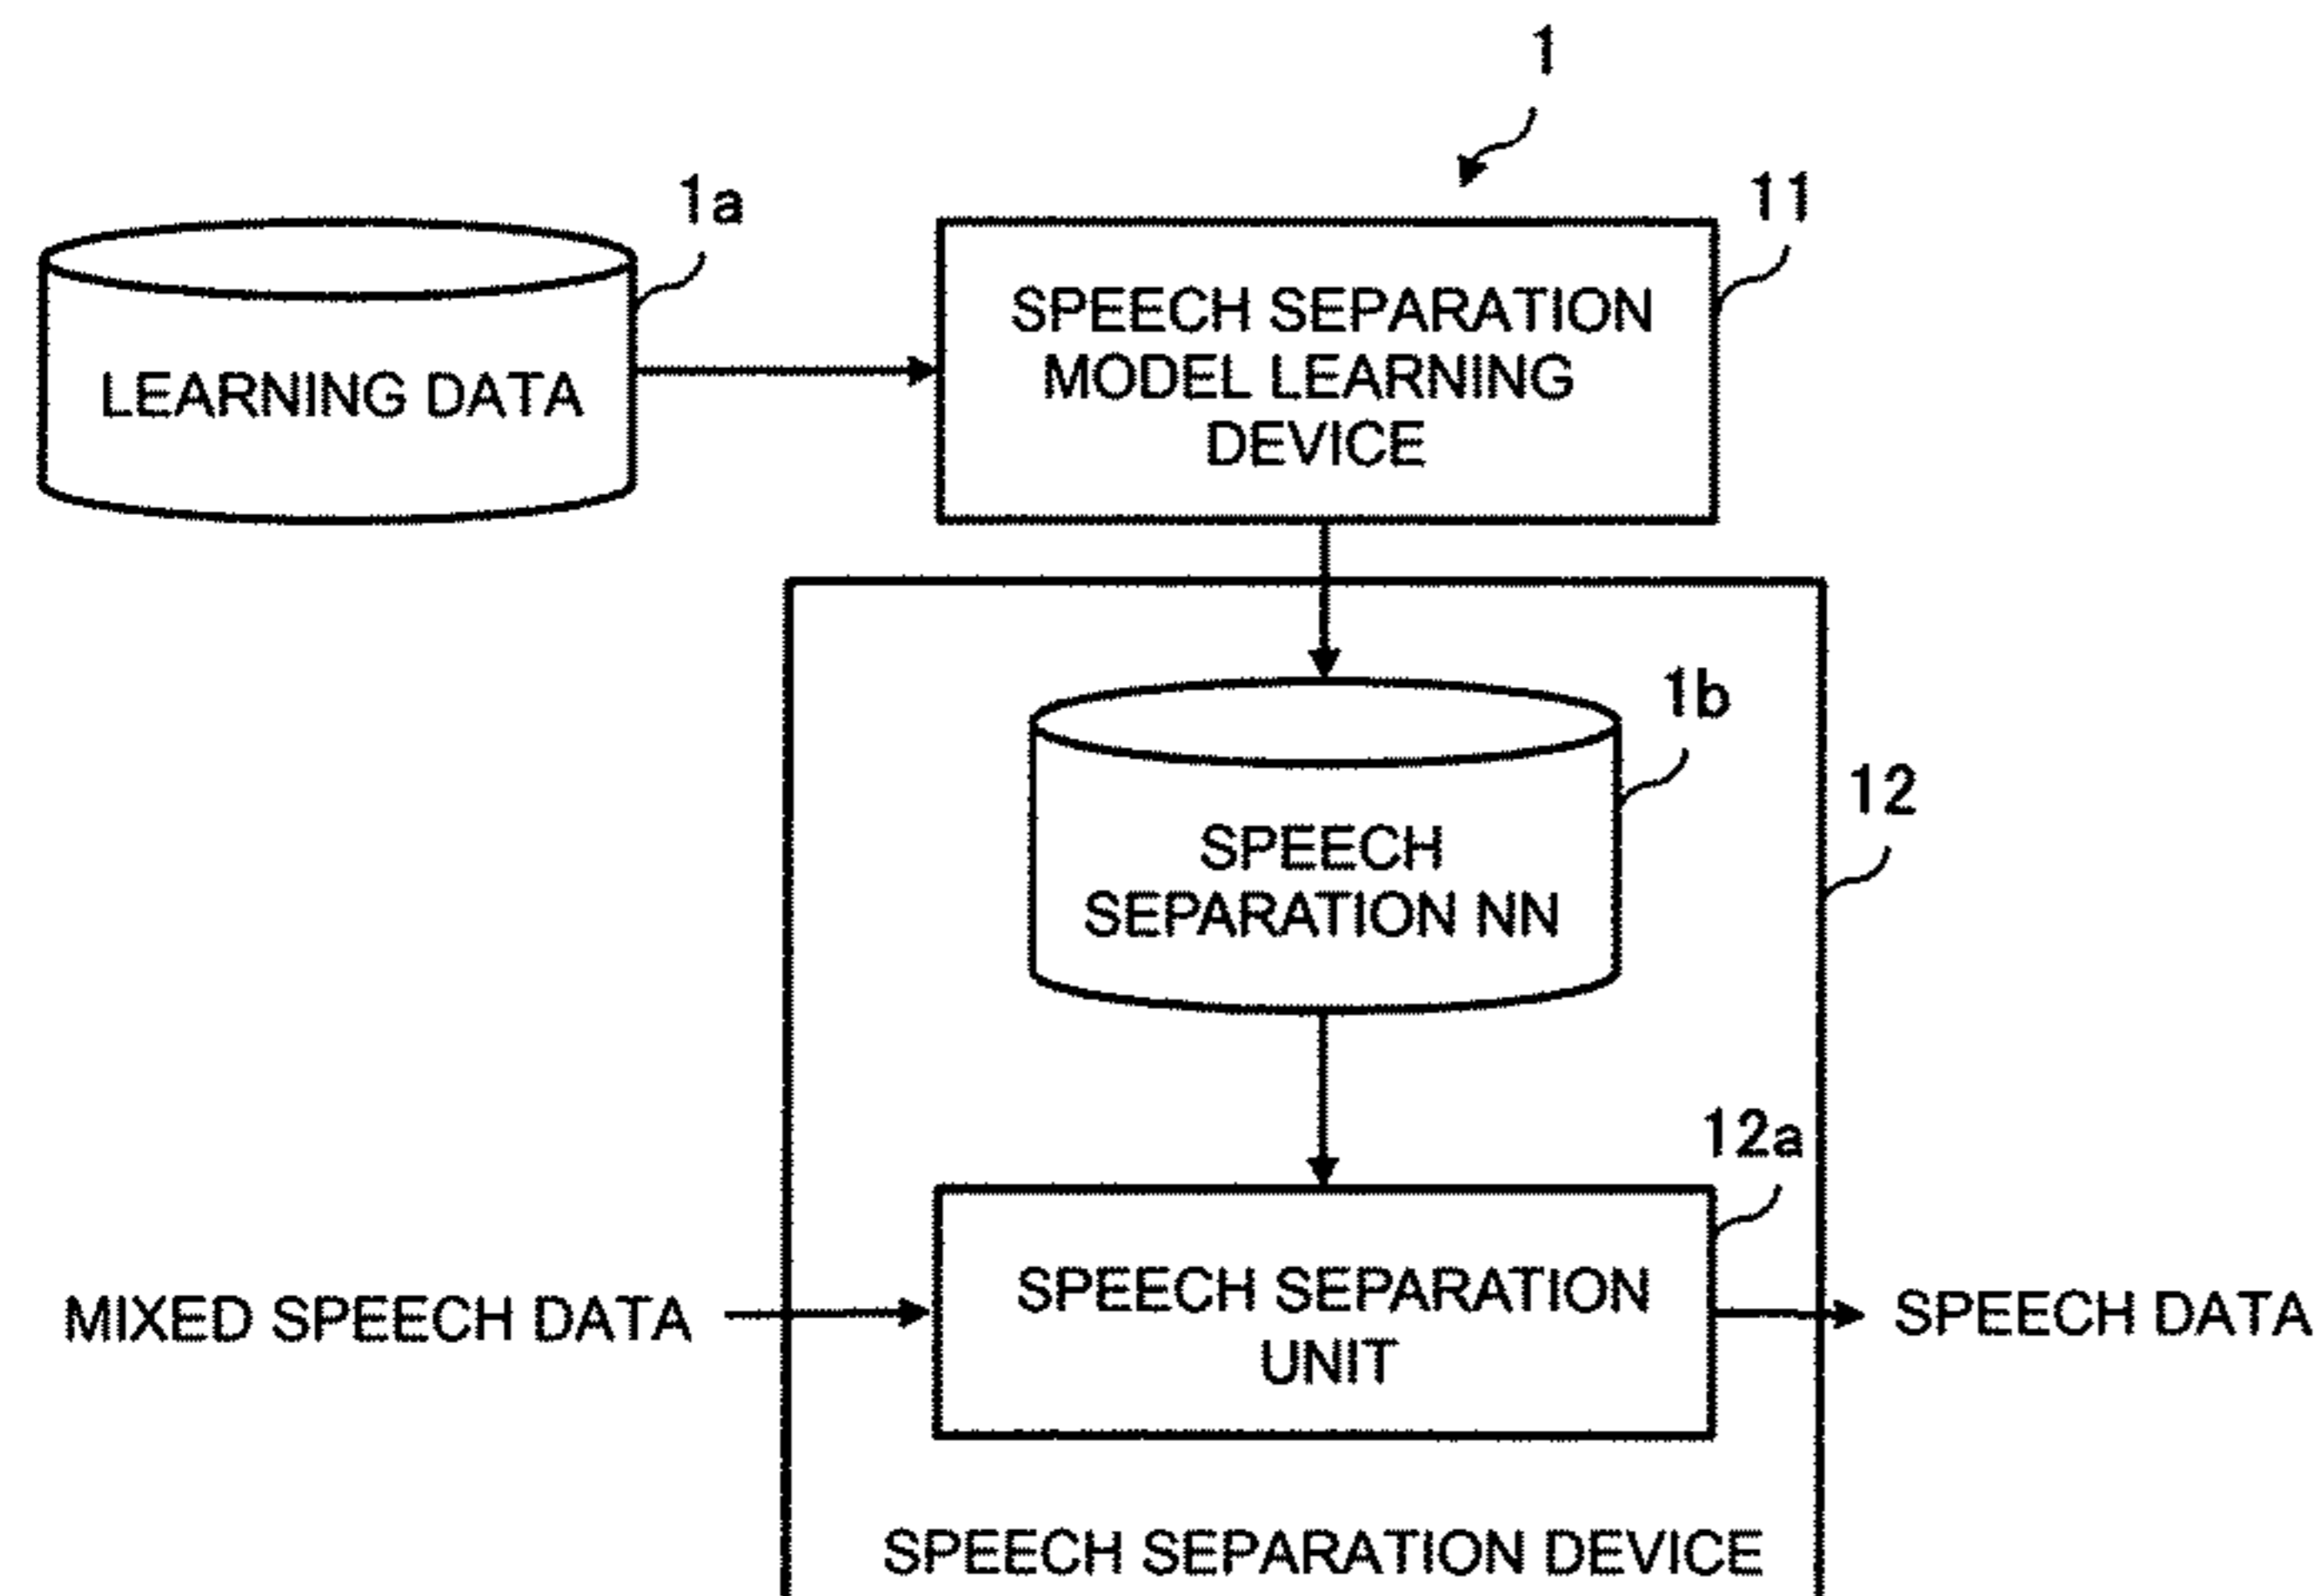 1
1a
11
LEARNING DATA
SPEECH SEPARATION
MODEL LEARNING
DEVICE
1b
12
SPEECH
SEPARATION NN
12a
MIXED SPEECH DATA
SPEECH SEPARATION
UNIT
SPEECH DATA
SPEECH SEPARATION DEVICE